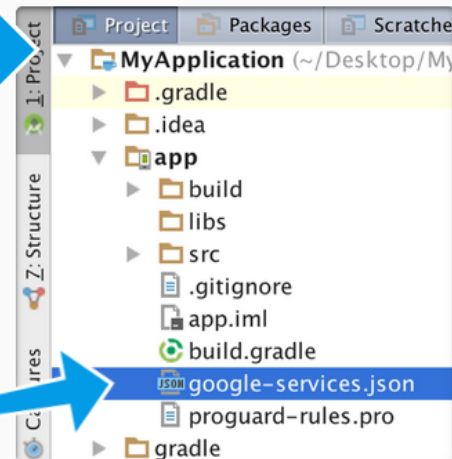 Project Packages Scratche
1: Project
MyApplication (~/Desktop/My
.gradle
.idea
app
build
libs
src
.gitignore
app.iml
build.gradle
google-services.json
proguard-rules.pro
gradle
Z: Structure
JSON